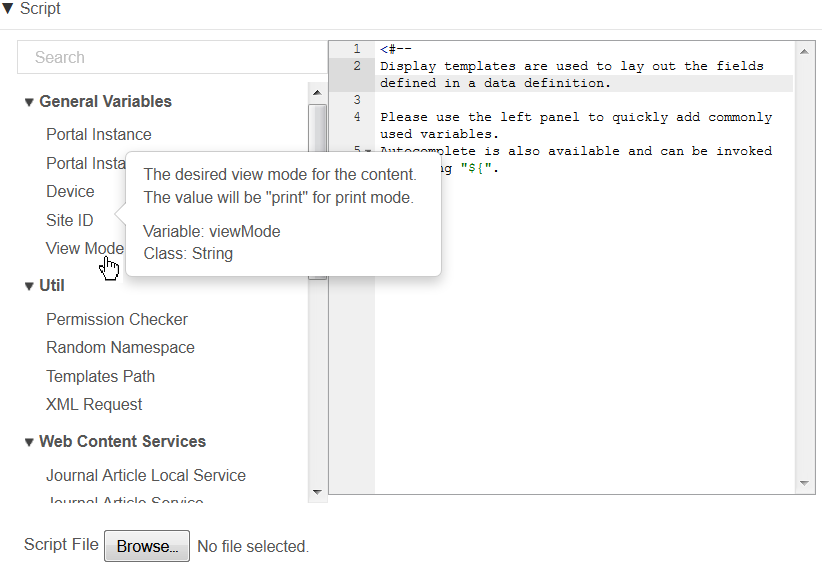 ▼ Script
Search
▼ General Variables
Portal Instance
Portal Insta
Device
Site ID
View Mode
▼ Util
Permission Checker
Random Namespace
Templates Path
XML Request
▼ Web Content Services
Journal Article Local Service
Journal Article Service
The desired view mode for the content.
The value will be "print" for print mode.
Variable: viewMode
Class: String
1 <#--
2 Display templates are used to lay out the fields
defined in a data definition.
3
4 Please use the left panel to quickly add commonly
used variables.
5 Autocomplete is also available and can be invoked
"${".
Script File Browse... No file selected.